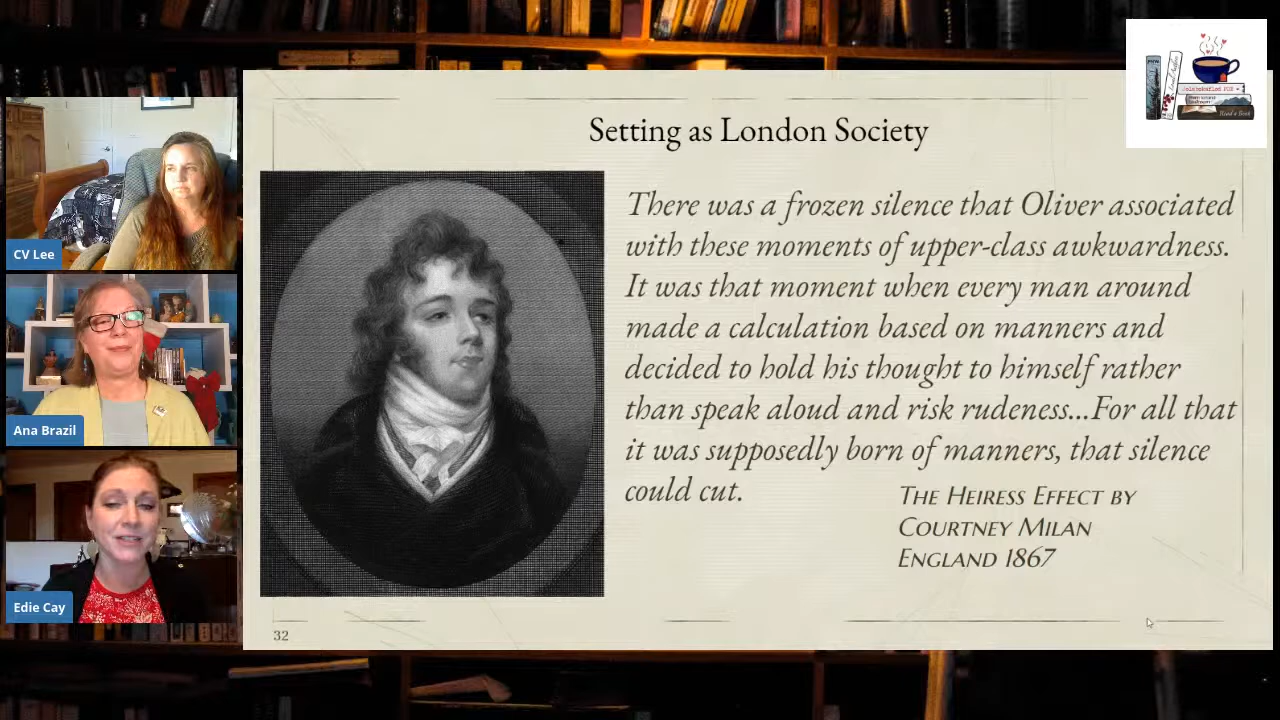 Setting as London Society
There was a frozen silence that Oliver associated
with these moments of upper-class awkwardness.
It was that moment when every man around
made a calculation based on manners and
decided to hold his thought to himself rather
than speak aloud and risk rudeness...For all that
it was supposedly born of manners, that silence
could cut.
The Heiress Effect by
Courtney Milan
England 1867
32
CV Lee
Ana Brazil
Edie Cay
Read a Book